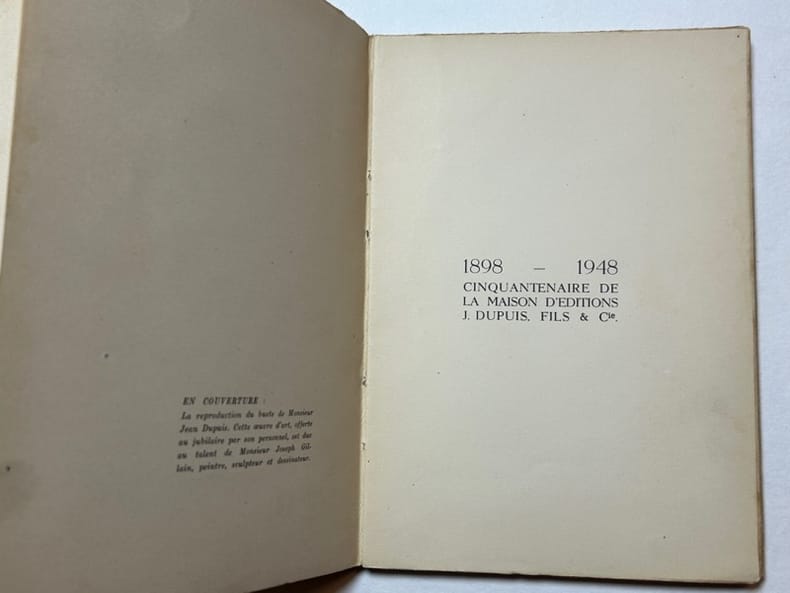 EN COUVERTURE :
La reproduction du buste de Monsieur
Jean Dupuis. Cette œuvre d'art, offerte
au jubilaire par son personnel, est due
au talent de Monsieur Joseph Gil-
lain, peintre, sculpteur et dessinateur.
1898 – 1948
CINQUANTENAIRE DE
LA MAISON D'EDITIONS
J. DUPUIS, FILS & Cie.